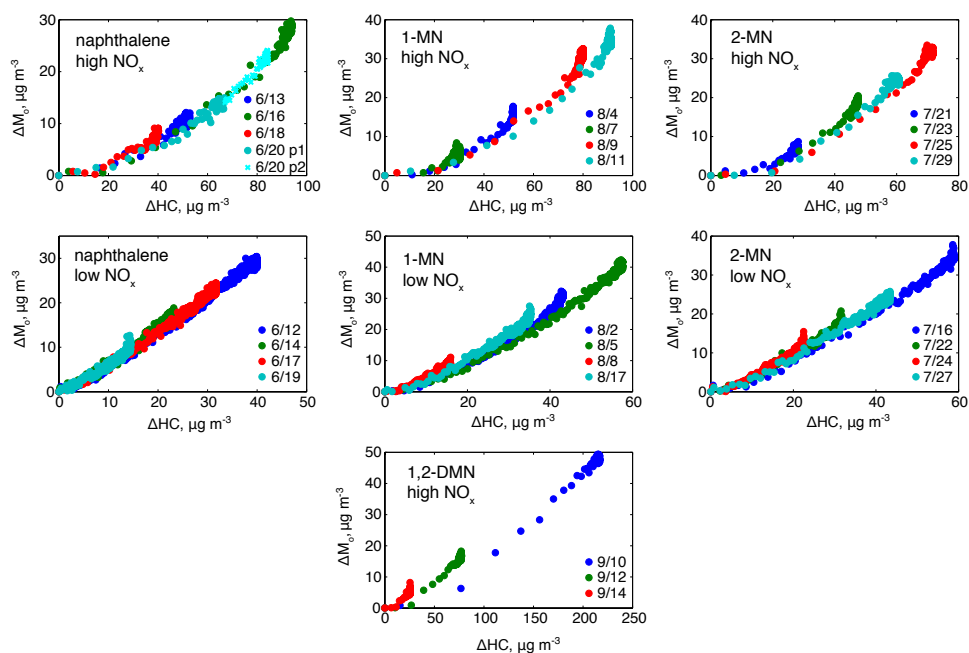 naphthalene
high NOx
ΔMo, μg m-3
30
20
10
0
6/13
6/16
6/18
6/20 p1
6/20 p2
0 20 40 60 80 100
ΔHC, μg m-3
1-MN
high NOx
ΔMo, μg m-3
40
30
20
10
0
8/4
8/7
8/9
8/11
0 20 40 60 80 100
ΔHC, μg m-3
2-MN
high NOx
ΔMo, μg m-3
40
30
20
10
0
7/21
7/23
7/25
7/29
0 20 40 60 80
ΔHC, μg m-3
naphthalene
low NOx
ΔMo, μg m-3
30
20
10
0
6/12
6/14
6/17
6/19
0 10 20 30 40 50
ΔHC, μg m-3
1-MN
low NOx
ΔMo, μg m-3
50
40
30
20
10
0
8/2
8/5
8/8
8/17
0 20 40 60
ΔHC, μg m-3
2-MN
low NOx
ΔMo, μg m-3
40
30
20
10
0
7/16
7/22
7/24
7/27
0 20 40 60
ΔHC, μg m-3
1,2-DMN
high NOx
ΔMo, μg m-3
50
40
30
20
10
0
9/10
9/12
9/14
0 50 100 150 200 250
ΔHC, μg m-3